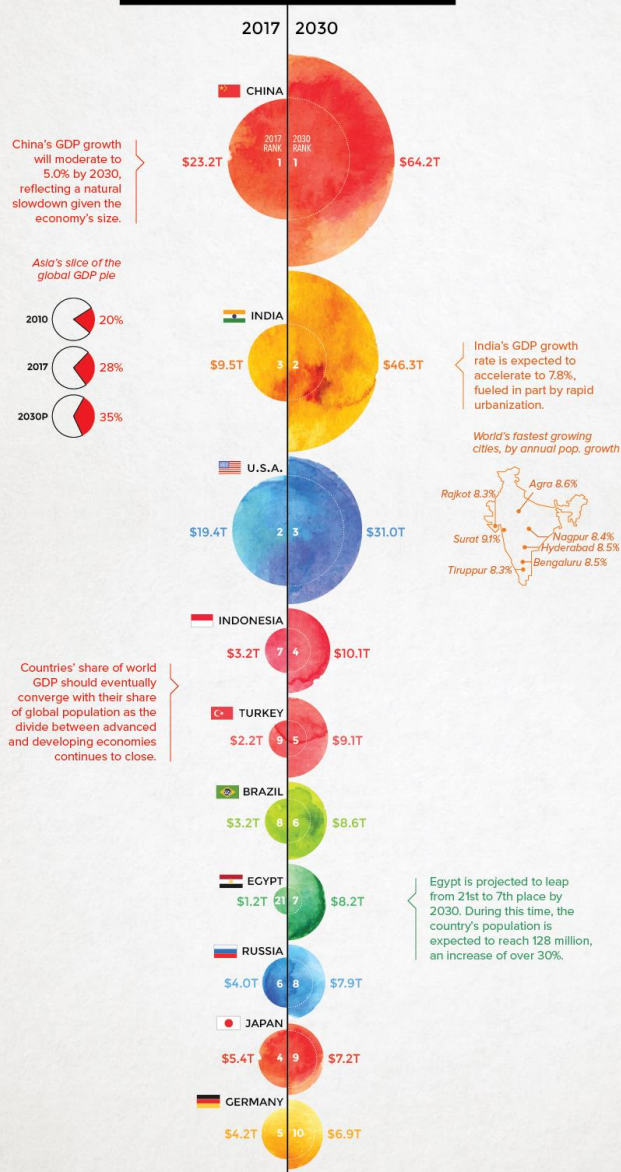 2017 2030
CHINA
2017 RANK 2030 RANK
$23.2T 1 1 $64.2T
China's GDP growth
will moderate to
5.0% by 2030,
reflecting a natural
slowdown given the
economy's size.
Asia's slice of the
global GDP pie
2010 20%
2017 28%
2030P 35%
INDIA
$9.5T 3 2 $46.3T
India's GDP growth
rate is expected to
accelerate to 7.8%,
fueled in part by rapid
urbanization.
World's fastest growing
cities, by annual pop. growth
Agra 8.6%
Rajkot 8.3%
Surat 9.1%
Nagpur 8.4%
Hyderabad 8.5%
Bengaluru 8.5%
Tiruppur 8.3%
U.S.A.
$19.4T 2 3 $31.0T
INDONESIA
$3.2T 7 4 $10.1T
Countries' share of world
GDP should eventually
converge with their share
of global population as the
divide between advanced
and developing economies
continues to close.
TURKEY
$2.2T 9 5 $9.1T
BRAZIL
$3.2T 8 6 $8.6T
EGYPT
$1.2T 21 7 $8.2T
Egypt is projected to leap
from 21st to 7th place by
2030. During this time, the
country's population is
expected to reach 128 million,
an increase of over 30%.
RUSSIA
$4.0T 6 8 $7.9T
JAPAN
$5.4T 4 9 $7.2T
GERMANY
$4.2T 5 10 $6.9T